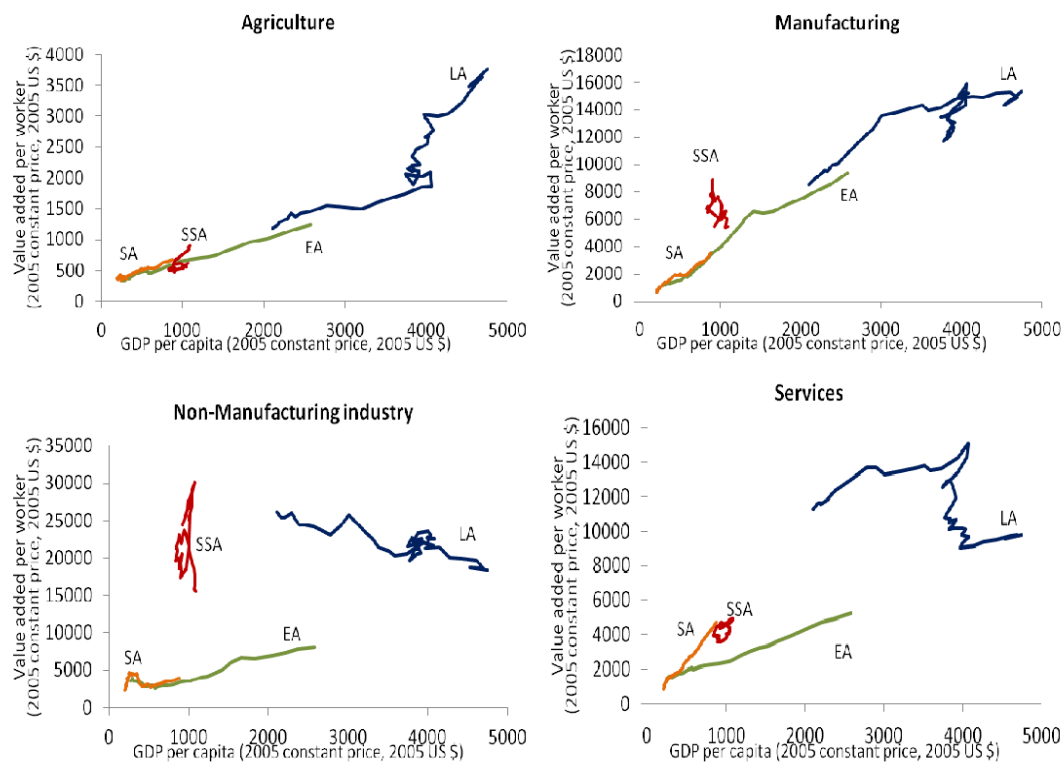 Agriculture
Value added per worker
(2005 constant price, 2005 US $)
4000
3500
3000
2500
2000
1500
1000
500
0
LA
SA
SSA
EA
0 1000 2000 3000 4000 5000
GDP per capita (2005 constant price, 2005 US $)
Manufacturing
Value added per worker
(2005 constant price, 2005 US $)
18000
16000
14000
12000
10000
8000
6000
4000
2000
0
LA
SSA
EA
SA
0 1000 2000 3000 4000 5000
GDP per capita (2005 constant price, 2005 US $)
Non-Manufacturing industry
Value added per worker
(2005 constant price, 2005 US $)
35000
30000
25000
20000
15000
10000
5000
0
SSA
LA
EA
SA
0 1000 2000 3000 4000 5000
GDP per capita (2005 constant price, 2005 US $)
Services
Value added per worker
(2005 constant price, 2005 US $)
16000
14000
12000
10000
8000
6000
4000
2000
0
LA
SA
SSA
EA
0 1000 2000 3000 4000 5000
GDP per capita (2005 constant price, 2005 US $)